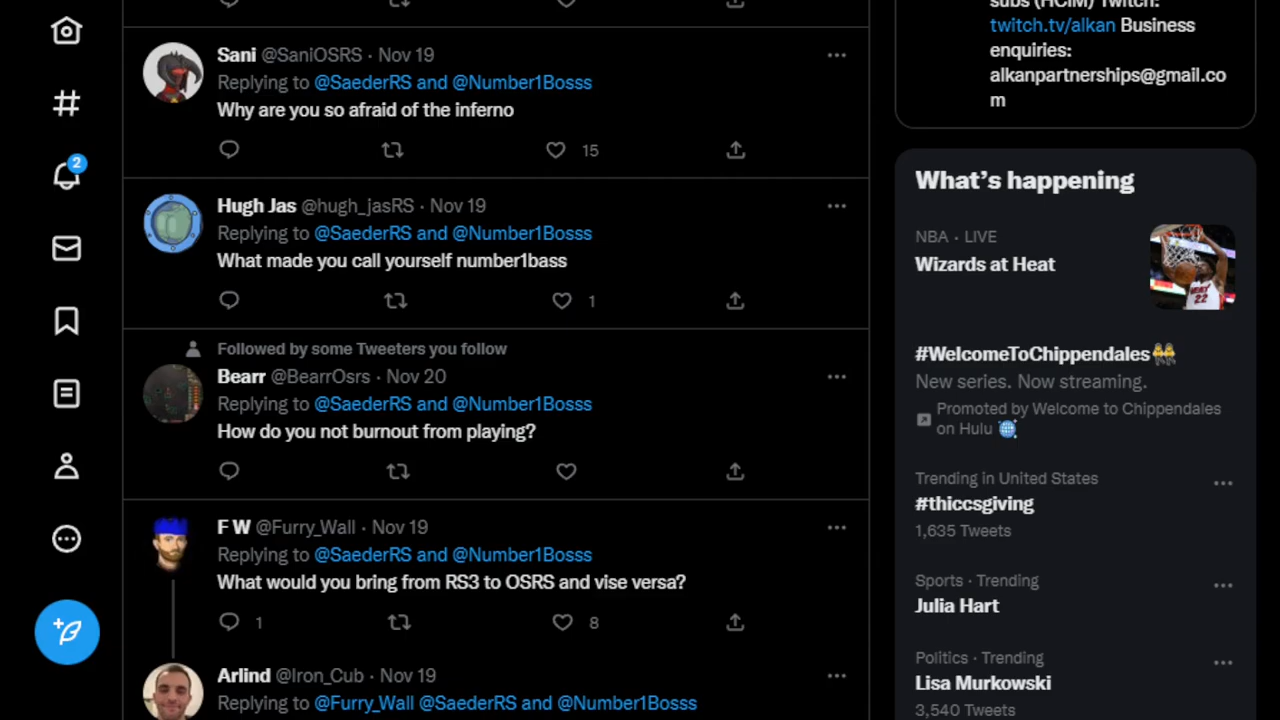 subs (HCIM) Twitch:
twitch.tv/alkan Business
enquiries:
alkanpartnerships@gmail.co
m
Sani @SaniOSRS · Nov 19
Replying to @SaederRS and @Number1Bosss
Why are you so afraid of the inferno
15
Hugh Jas @hugh_jasRS · Nov 19
Replying to @SaederRS and @Number1Bosss
What made you call yourself number1bass
1
Followed by some Tweeters you follow
Bearr @BearrOsrs · Nov 20
Replying to @SaederRS and @Number1Bosss
How do you not burnout from playing?
F W @Furry_Wall · Nov 19
Replying to @SaederRS and @Number1Bosss
What would you bring from RS3 to OSRS and vise versa?
1 8
Arlind @Iron_Cub · Nov 19
Replying to @Furry_Wall @SaederRS and @Number1Bosss
2
What's happening
NBA · LIVE
Wizards at Heat
HEAT
22
#WelcomeToChippendales
New series. Now streaming.
Promoted by Welcome to Chippendales
on Hulu
Trending in United States
#thiccsgiving
1,635 Tweets
Sports · Trending
Julia Hart
Politics · Trending
Lisa Murkowski
3,540 Tweets